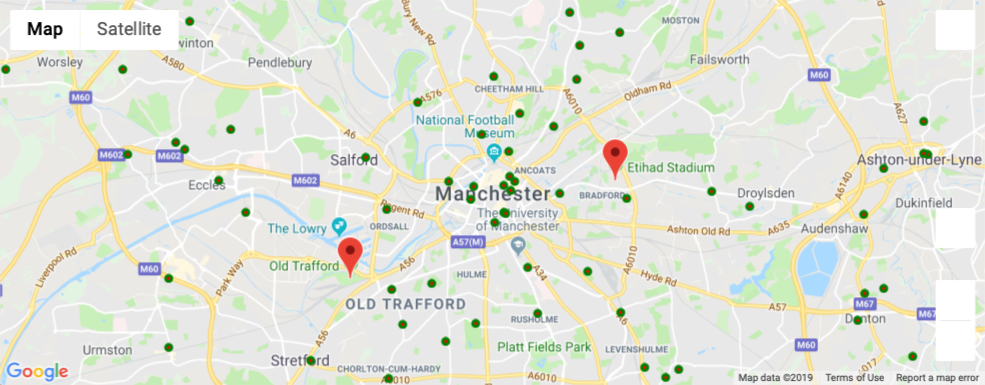 Map
Satellite
Bury New Rd
MOSTON
winton
Worsley
A580
Pendlebury
Failsworth
M60
M60
A6010
Oldham Rd
A576
CHEETHAM HILL
A627
National Football
Museum
A6
M602
M602
Salford
ANCOATS
Etihad Stadium
Ashton-under-Lyne
M602
Eccles
Manchester
BRADFORD
Droylsden
A6140
Dukinfield
Regent Rd
The University
of Manchester
The Lowry
ORDSALL
Ashton Old Rd
A635
Audenshaw
A57(M)
Liverpool Rd
M60
Park Way
Old Trafford
A56
HULME
A34
A6010
Hyde Rd
OLD TRAFFORD
A57
M67
M67
RUSHOLME
Denton
A56
Platt Fields Park
LEVENSHULME
M60
Urmston
Stretford
CHORLTON-CUM-HARDY
A6010
A6
A017
Google
Map data ©2019
Terms of Use
Report a map error